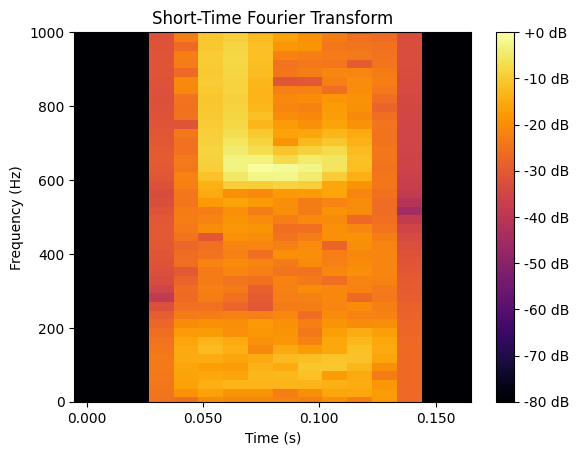 Short-Time Fourier Transform
1000
800
600
400
200
0
Frequency (Hz)
0.000
0.050
0.100
0.150
Time (s)
+0 dB
-10 dB
-20 dB
-30 dB
-40 dB
-50 dB
-60 dB
-70 dB
-80 dB